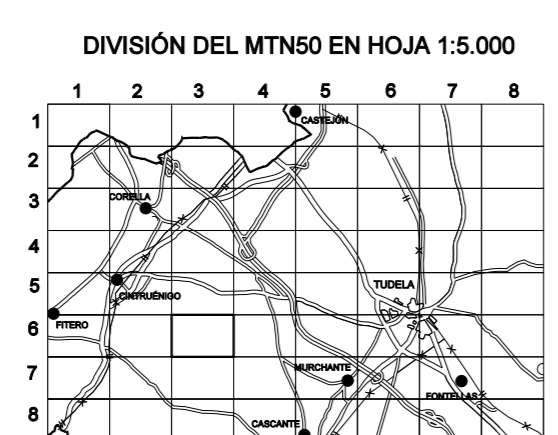 DIVISIÓN DEL MTN50 EN HOJA 1:5.000
1 2 3 4 5 6 7 8
1
CASTEJÓN
2
3
CORELLA
4
5
TUDELA
CINTRUÉNIGO
6
FITERO
7
MURCHANTE
FONTELLAS
8
CASCANTE